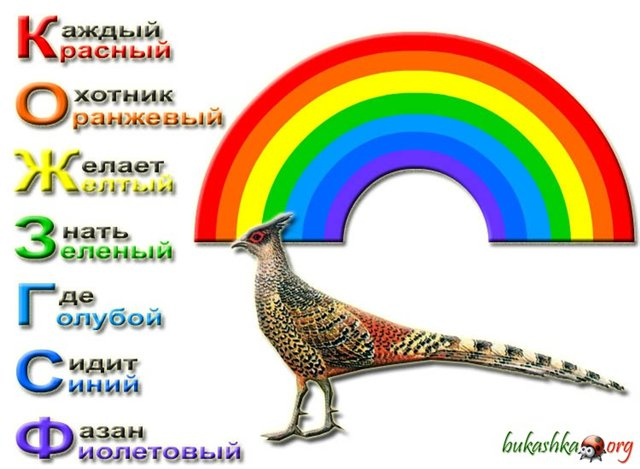 Каждый
Красный
Охотник
Оранжевый
Желает
Желтый
Знать
Зеленый
Где
Голубой
Сидит
Синий
Фазан
Фиолетовый
bukashka.org